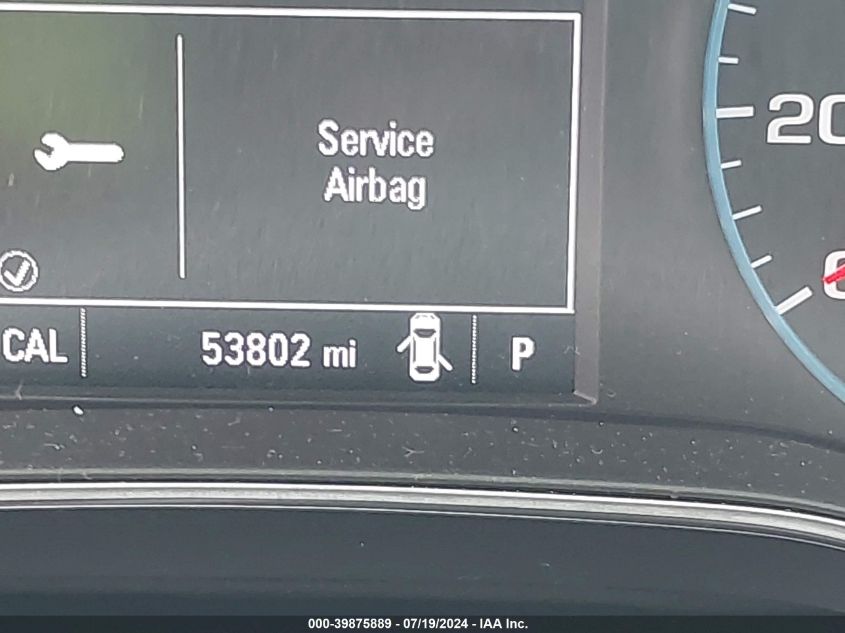 Service
Airbag
20
CAL 53802 mi P
000-39875889 - 07/19/2024 - IAA Inc.